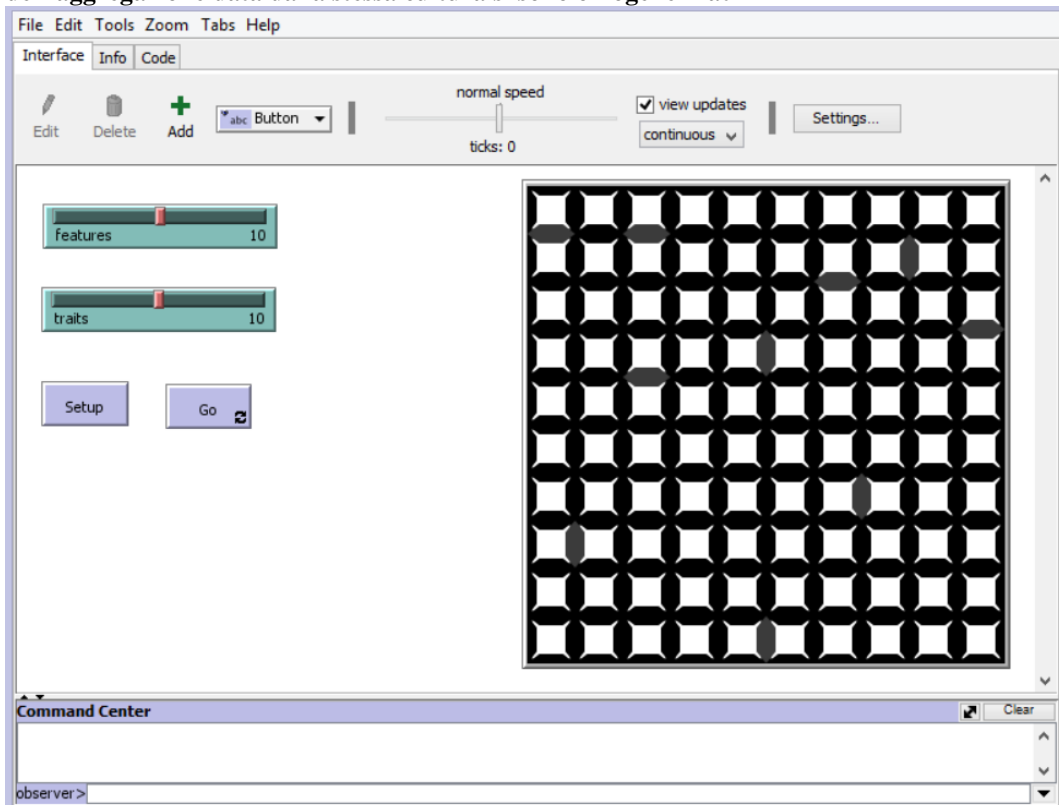 File Edit Tools Zoom Tabs Help
Interface Info Code
normal speed
Edit Delete Add abc Button view updates Settings...
continuous
ticks: 0
features 10
traits 10
Setup Go
Command Center Clear
observer>